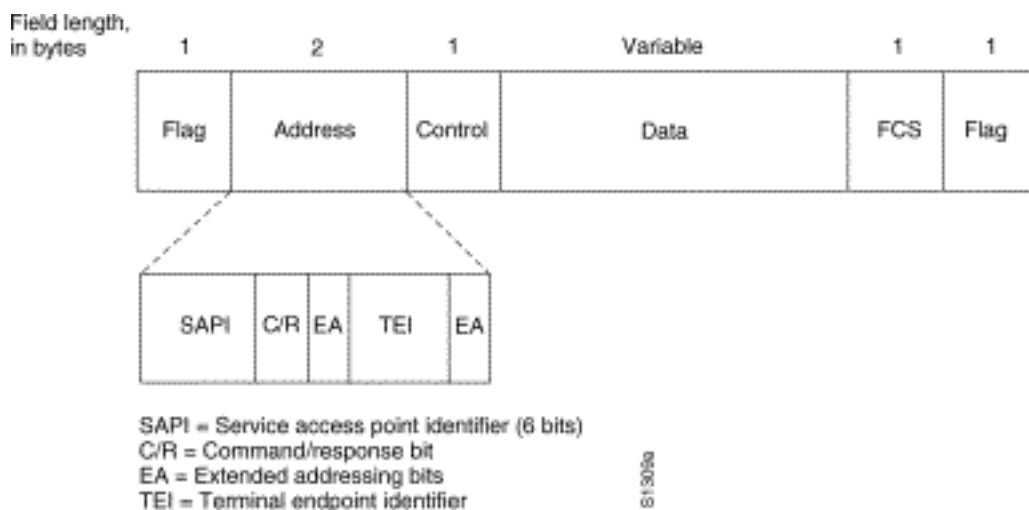 Field length,
in bytes
1 2 1 Variable 1 1
Flag Address Control Data FCS Flag
SAPI C/R EA TEI EA
SAPI = Service access point identifier (6 bits)
C/R = Command/response bit
EA = Extended addressing bits
TEI = Terminal endpoint identifier
S1309a